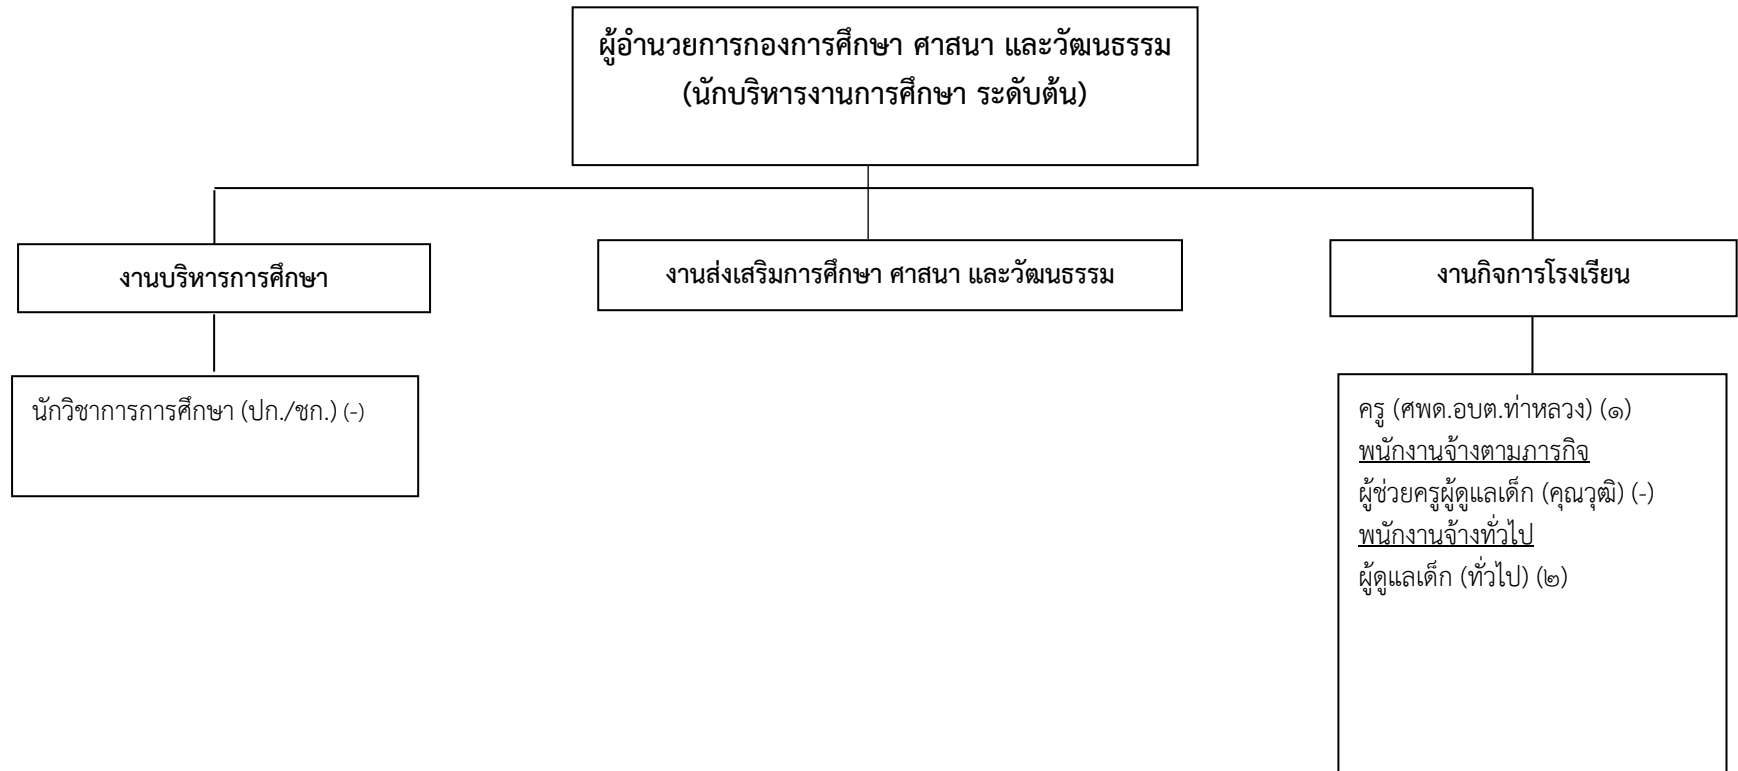 ผู้อำนวยการกองการศึกษา ศาสนา และวัฒนธรรม
(นักบริหารงานการศึกษา ระดับต้น)
งานบริหารการศึกษา
งานส่งเสริมการศึกษา ศาสนา และวัฒนธรรม
งานกิจการโรงเรียน
นักวิชาการการศึกษา (ปก./ชก.) (-)
ครู (ศพด.อบต.ท่าหลวง) (๑)
พนักงานจ้างตามภารกิจ
ผู้ช่วยครูผู้ดูแลเด็ก (คุณวุฒิ) (-)
พนักงานจ้างทั่วไป
ผู้ดูแลเด็ก (ทั่วไป) (๒)